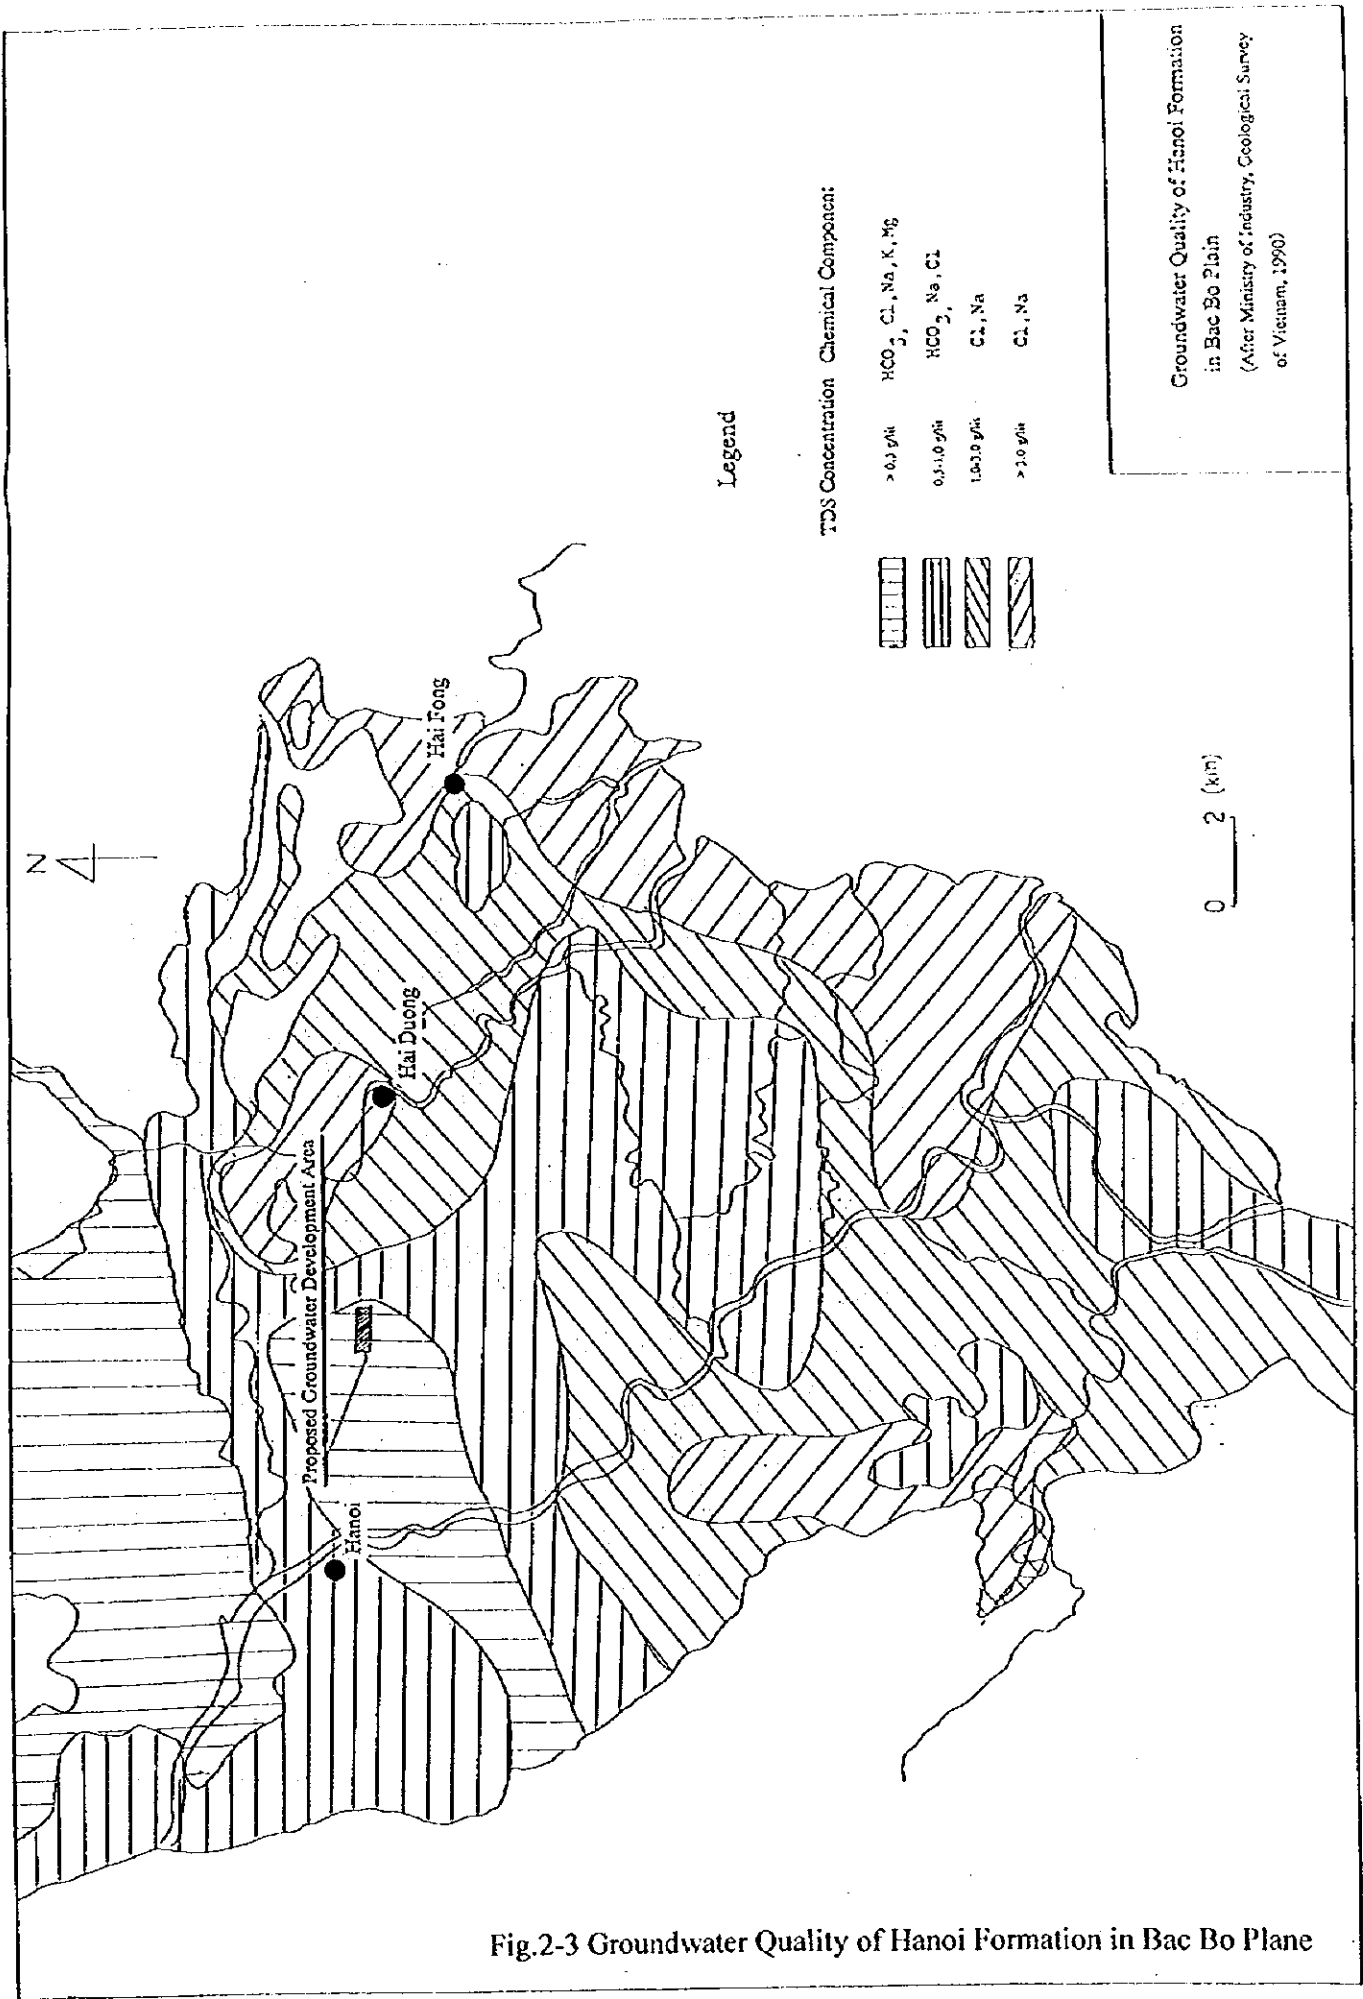 N
Hai Fong
Hai Duong
Proposed Groundwater Development Area
Hanoi
0 2 (km)
Legend
TDS Concentration Chemical Component
HCO3, Cl, Na, K, Mg
0,5-1,0 g/lit HCO3, Na, Cl
1.0-3.0 g/lit Cl, Na
>3.0 g/lit Cl, Na
Groundwater Quality of Hanoi Formation
in Bac Bo Plain
(After Ministry of Industry, Geological Survey
of Vietnam, 1990)
Fig.2-3 Groundwater Quality of Hanoi Formation in Bac Bo Plane